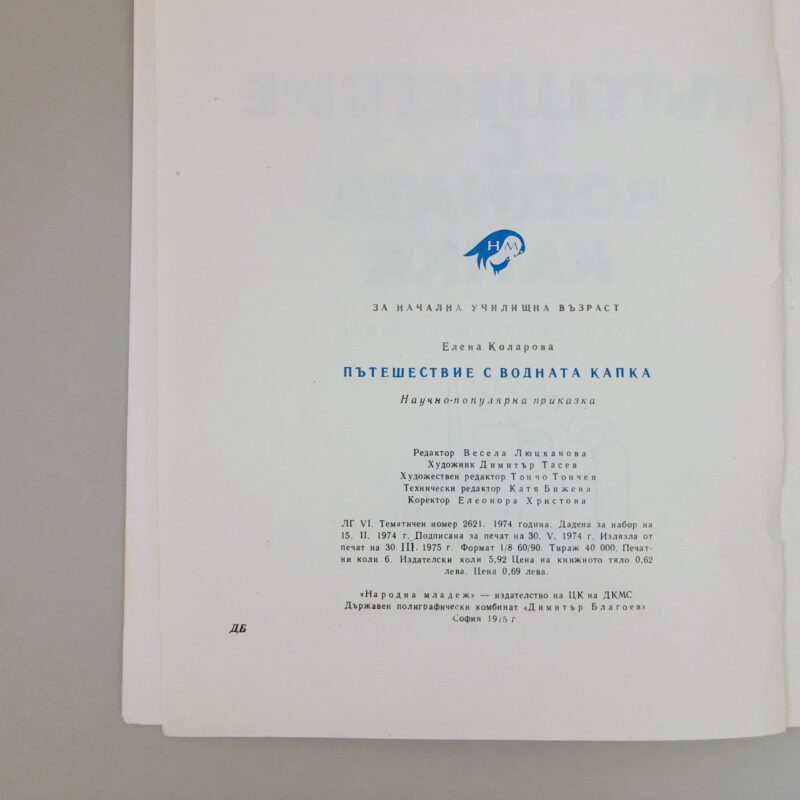 НМ
ЗА НАЧАЛНА УЧИЛИЩНА ВЪЗРАСТ
Елена Коларова
ПЪТЕШЕСТВИЕ С ВОДНАТА КАПКА
Научно-популярна приказка
Редактор Весела Люцканова
Художник Димитър Тасев
Художествен редактор Тончо Тончев
Технически редактор Катя Бижева
Коректор Елеонора Христова
ЛГ VI. Тематичен номер 2621. 1974 година. Дадена за набор на
15. II. 1974 г. Подписана за печат на 30. V. 1974 г. Излязла от
печат на 30. III. 1975 г. Формат 1/8 60/90. Тираж 40 000. Печат-
ни коли 6. Издателски коли 5,92 Цена на книжното тяло 0,62
лева. Цена 0,69 лева.
«Народна младеж» — издателство на ЦК на ДКМС
Държавен полиграфически комбинат «Димитър Благоев»
София 1975 г
ДБ